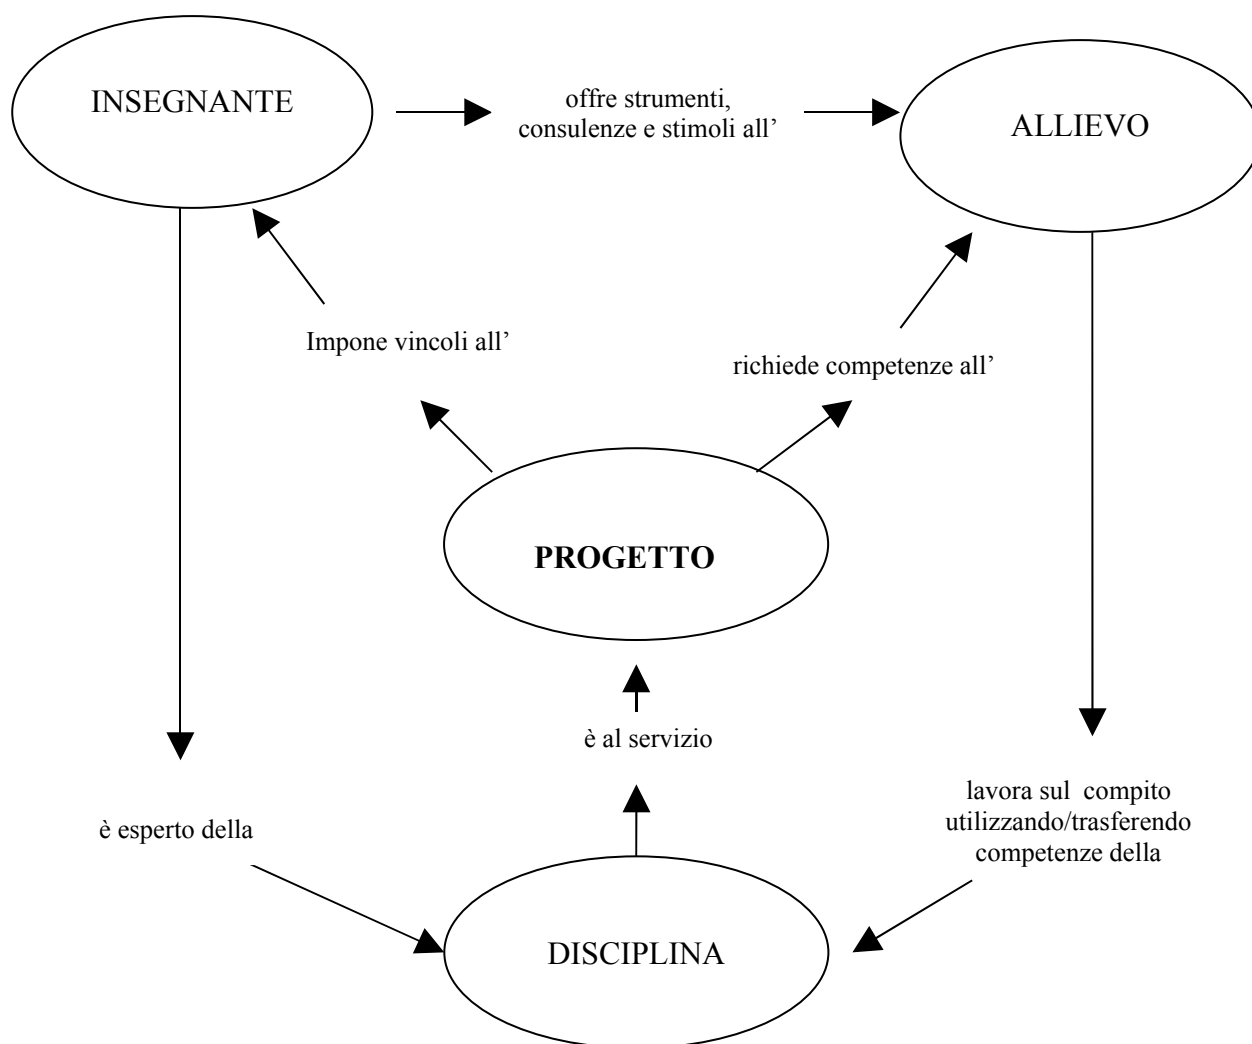 INSEGNANTE
offre strumenti,
consulenze e stimoli all’
ALLIEVO
Impone vincoli all’
richiede competenze all’
PROGETTO
è al servizio
è esperto della
lavora sul  compito
utilizzando/trasferendo
competenze della
DISCIPLINA